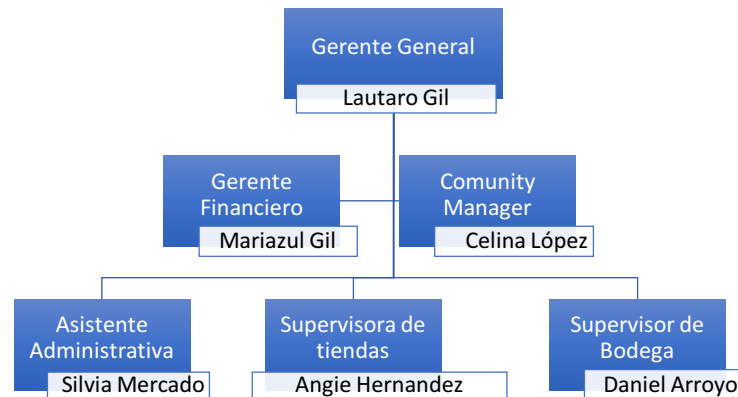 Gerente General
Lautaro Gil
Gerente
Financiero
Mariazul Gil
Comunity
Manager
Celina López
Asistente
Administrativa
Silvia Mercado
Supervisora de
tiendas
Angie Hernandez
Supervisor de
Bodega
Daniel Arroyo